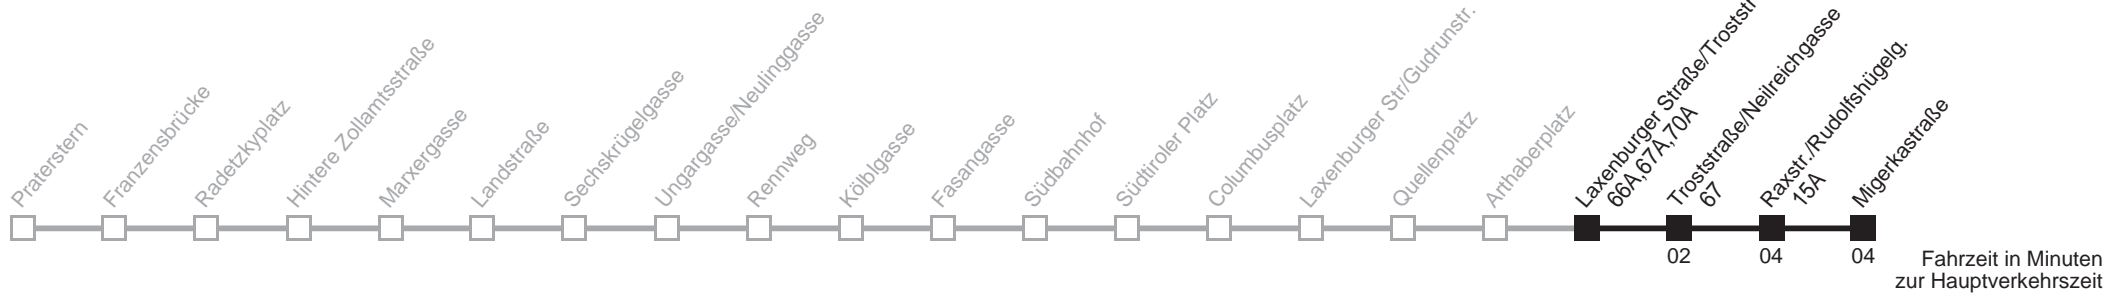 Praterstern
Franzensbrücke
Radetzkyplatz
Hintere Zollamtsstraße
Marxergasse
Landstraße
Sechskrügelgasse
Ungargasse/Neulinggasse
Rennweg
Kölblgasse
Fasangasse
Südbahnhof
Südtiroler Platz
Columbusplatz
Laxenburger Str/Gudrunstr.
Quellenplatz
Arthaberplatz
Laxenburger Straße/Troststr
66A,67A,70A
Troststraße/Neilreichgasse
67
Raxstr./Rudolfshügelg.
15A
Migerkastraße
02
04
04
Fahrzeit in Minuten
zur Hauptverkehrszeit